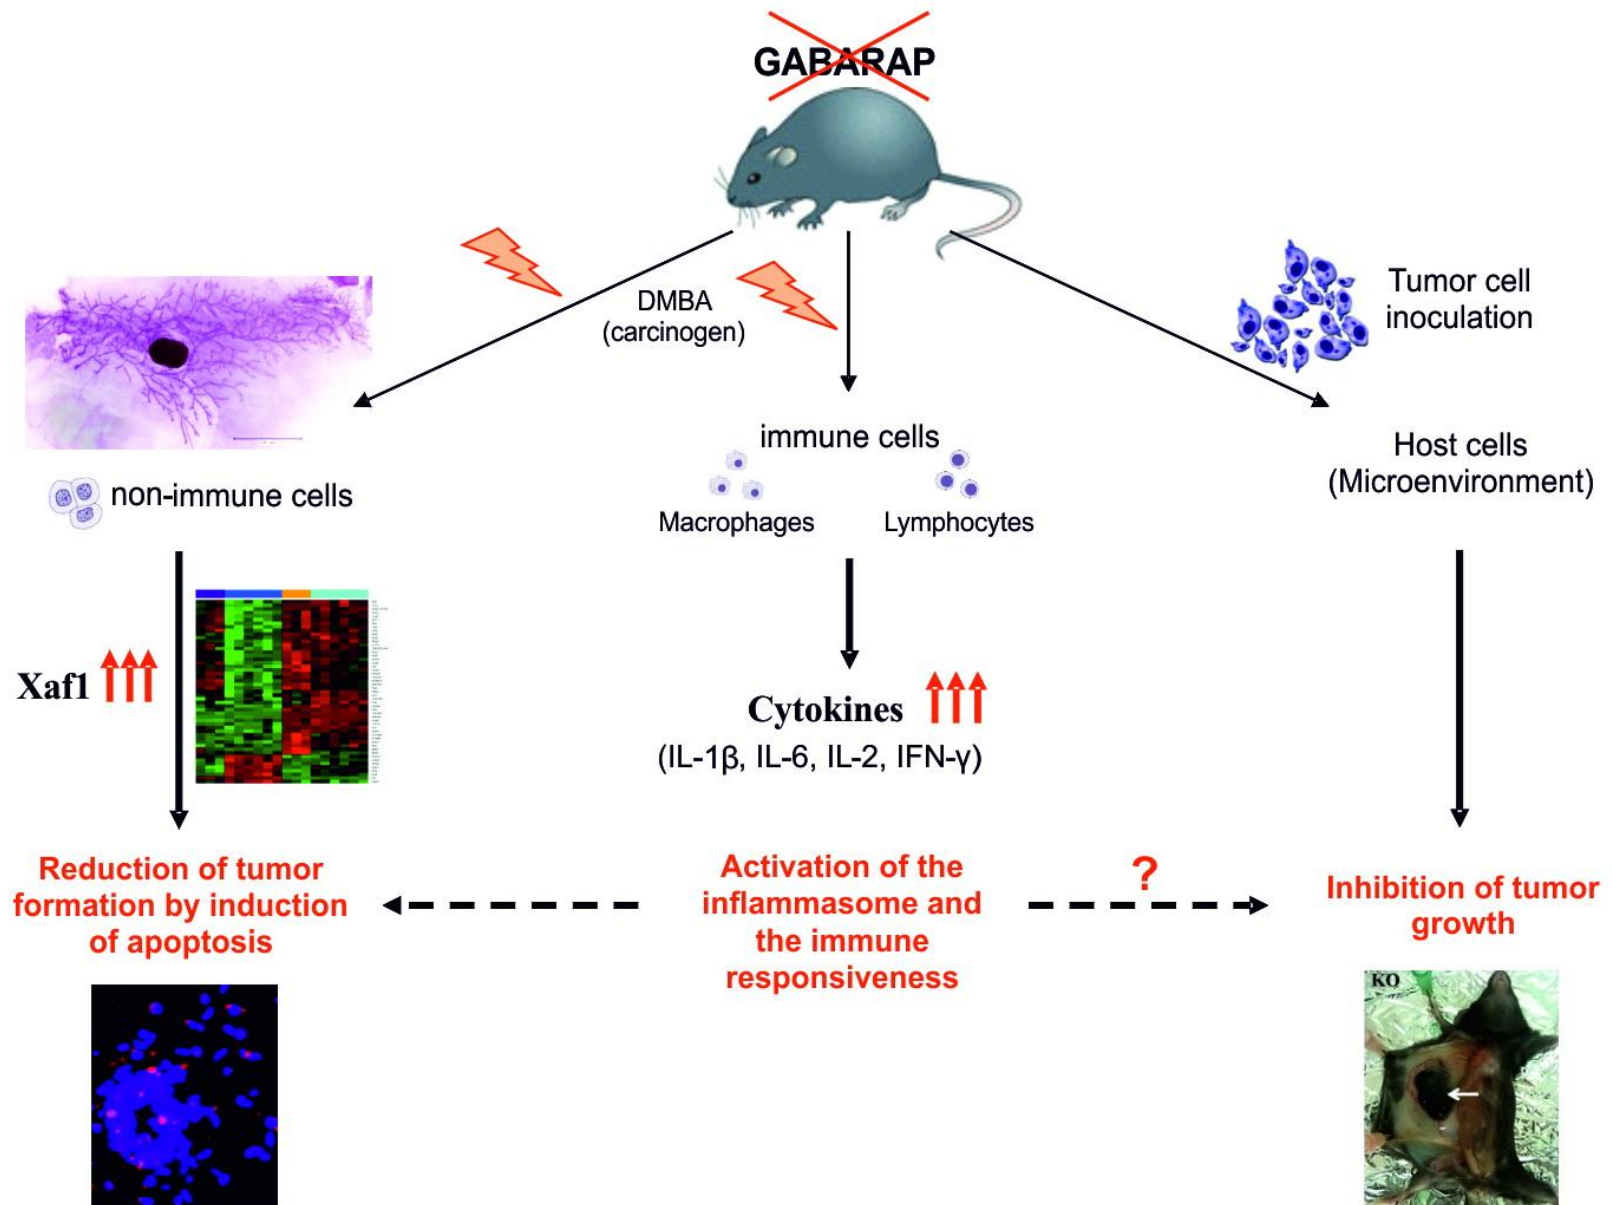 GABARAP
DMBA
(carcinogen)
Tumor cell
inoculation
non-immune cells
immune cells
Macrophages
Lymphocytes
Host cells
(Microenvironment)
Xaf1
Cytokines
(IL-1β, IL-6, IL-2, IFN-γ)
Reduction of tumor
formation by induction
of apoptosis
Activation of the
inflammasome and
the immune
responsiveness
?
Inhibition of tumor
growth
KO